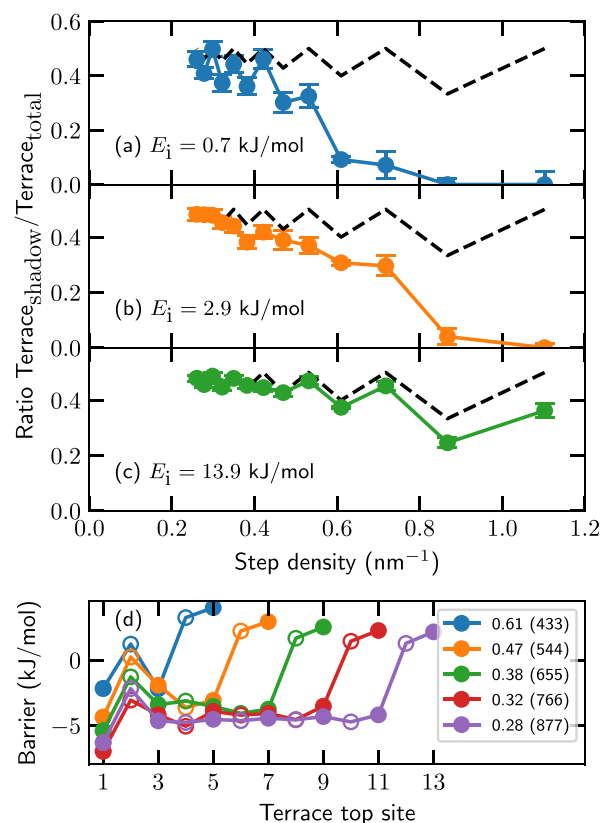 0.6
0.4
0.2
0.0
(a) E_i = 0.7 kJ/mol
0.4
0.2
0.0
(b) E_i = 2.9 kJ/mol
0.4
0.2
0.0
(c) E_i = 13.9 kJ/mol
Ratio Terrace_shadow/Terrace_total
0.0 0.2 0.4 0.6 0.8 1.0 1.2
Step density (nm⁻¹)
(d)
0
−5
Barrier (kJ/mol)
0.61 (433)
0.47 (544)
0.38 (655)
0.32 (766)
0.28 (877)
1 3 5 7 9 11 13
Terrace top site